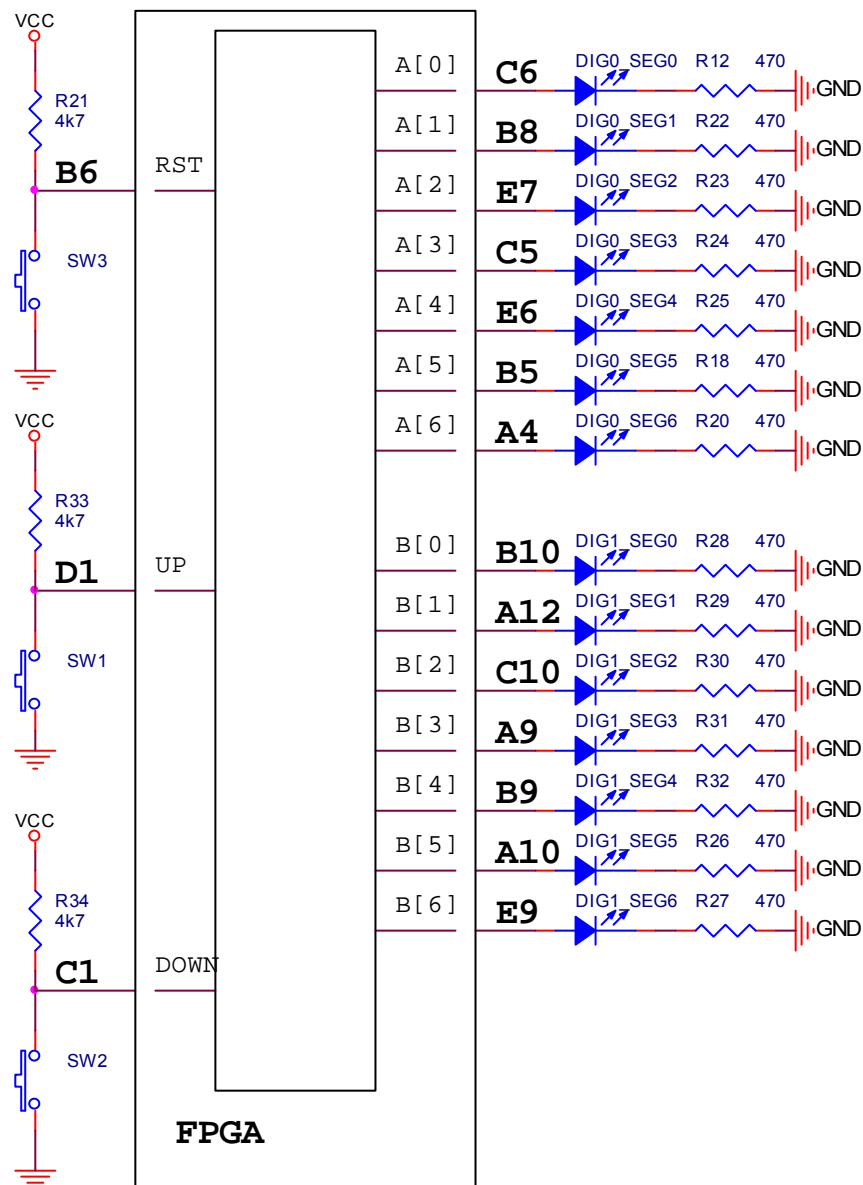 VCC
R21
4k7
B6
RST
SW3
VCC
R33
4k7
D1
UP
SW1
VCC
R34
4k7
C1
DOWN
SW2
FPGA
A[0] C6 DIG0_SEG0 R12 470 GND
A[1] B8 DIG0_SEG1 R22 470 GND
A[2] E7 DIG0_SEG2 R23 470 GND
A[3] C5 DIG0_SEG3 R24 470 GND
A[4] E6 DIG0_SEG4 R25 470 GND
A[5] B5 DIG0_SEG5 R18 470 GND
A[6] A4 DIG0_SEG6 R20 470 GND
B[0] B10 DIG1_SEG0 R28 470 GND
B[1] A12 DIG1_SEG1 R29 470 GND
B[2] C10 DIG1_SEG2 R30 470 GND
B[3] A9 DIG1_SEG3 R31 470 GND
B[4] B9 DIG1_SEG4 R32 470 GND
B[5] A10 DIG1_SEG5 R26 470 GND
B[6] E9 DIG1_SEG6 R27 470 GND